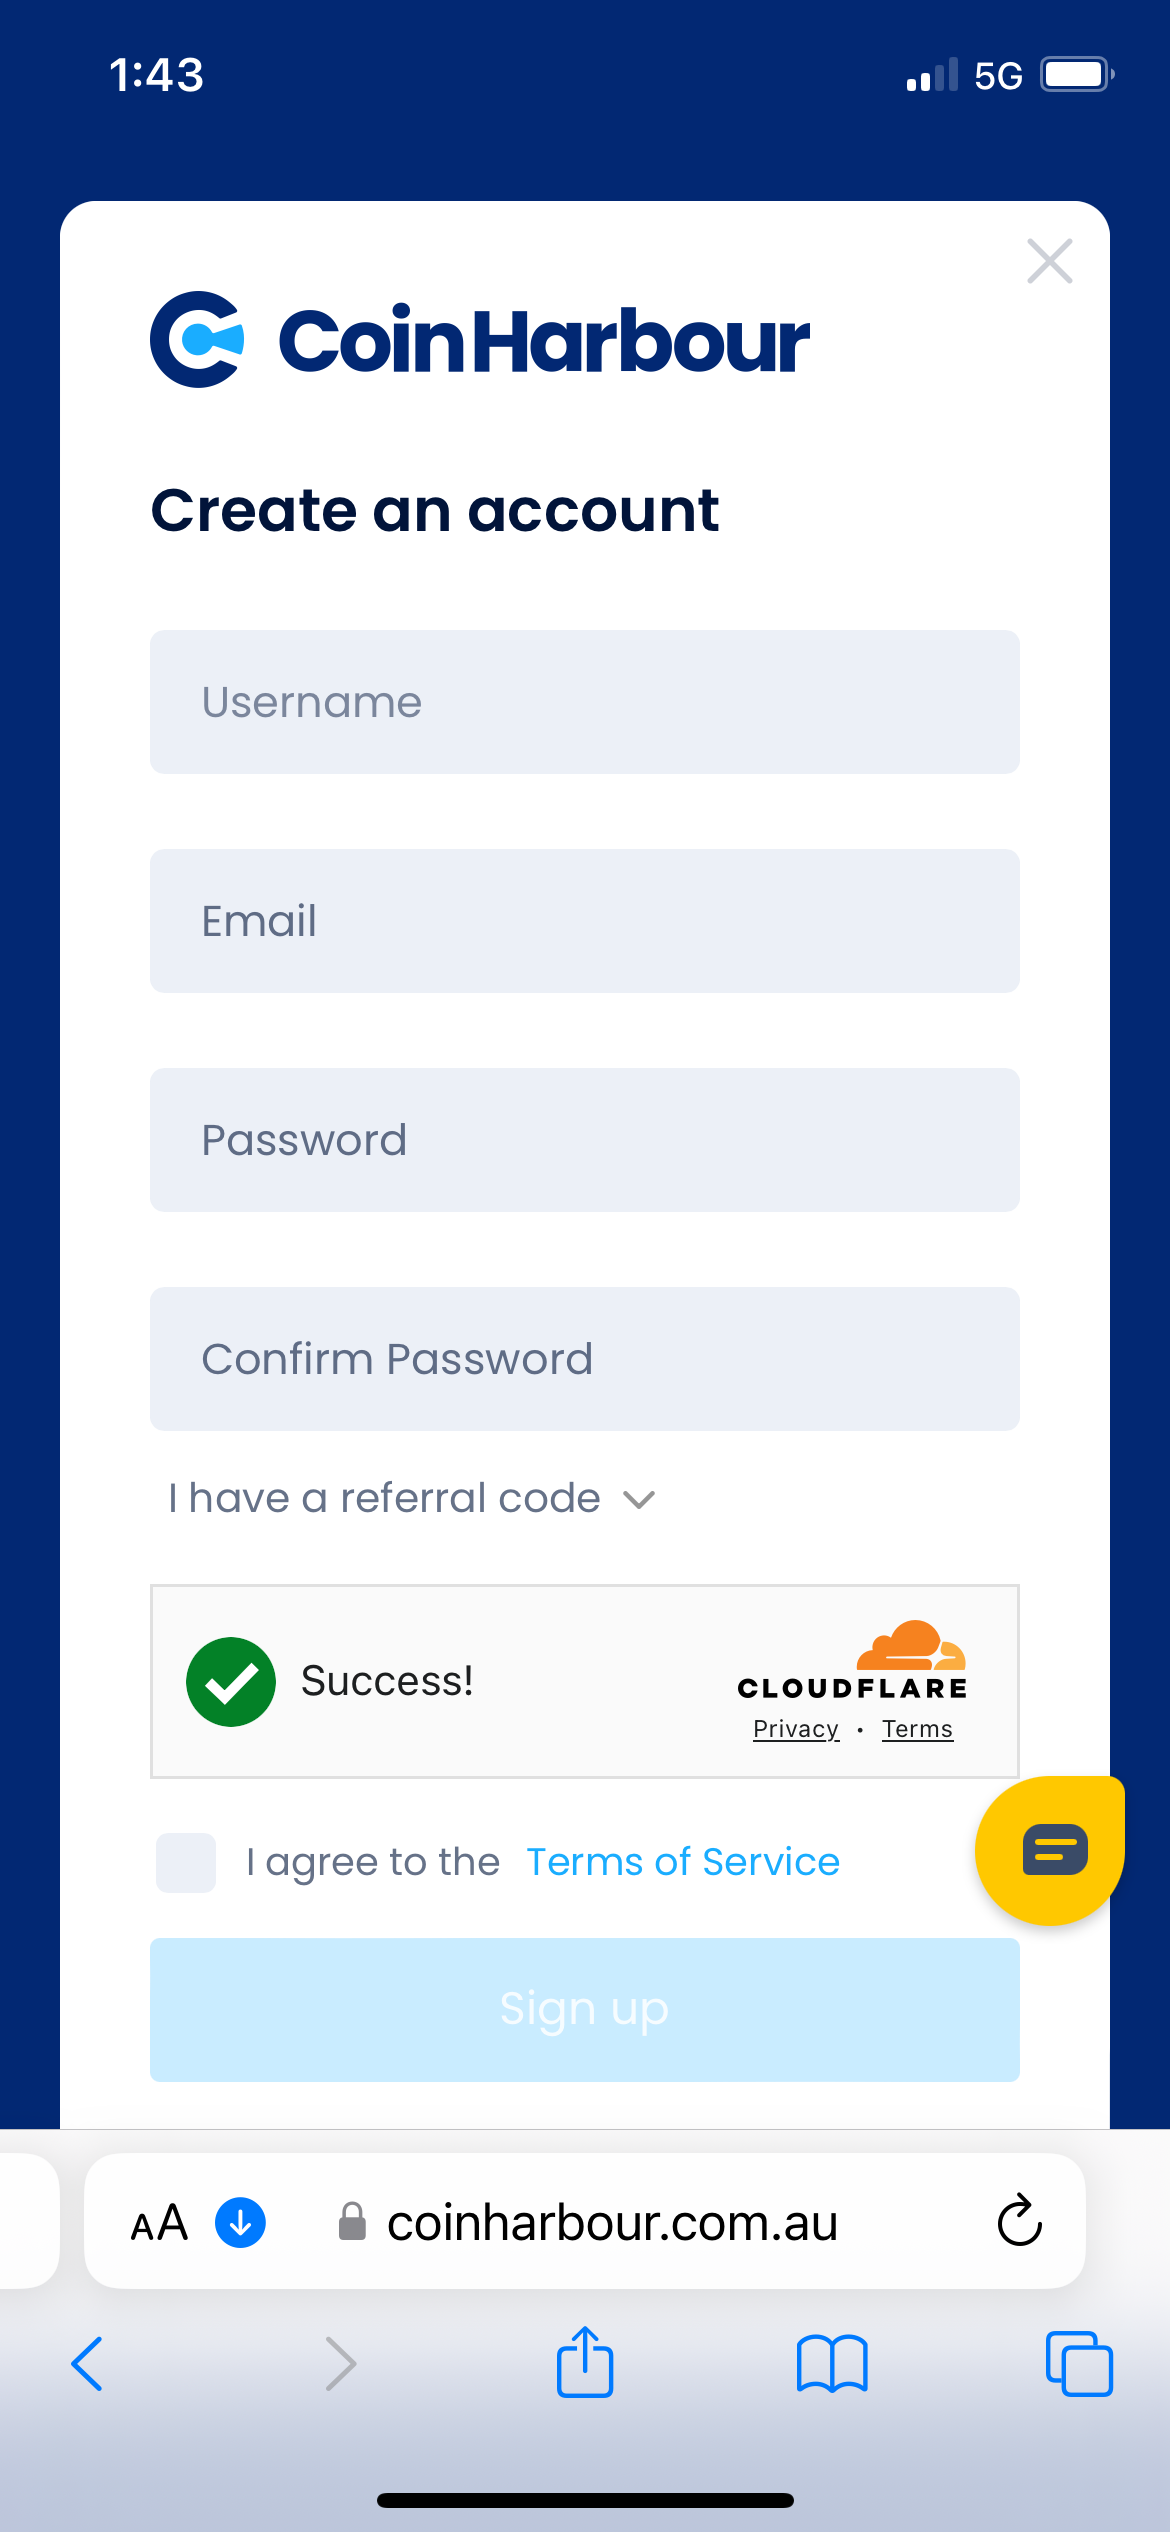 1:43 5G
CoinHarbour
Create an account
Username
Email
Password
Confirm Password
I have a referral code
Success!
CLOUDFLARE
Privacy • Terms
I agree to the Terms of Service
Sign up
AA coinharbour.com.au